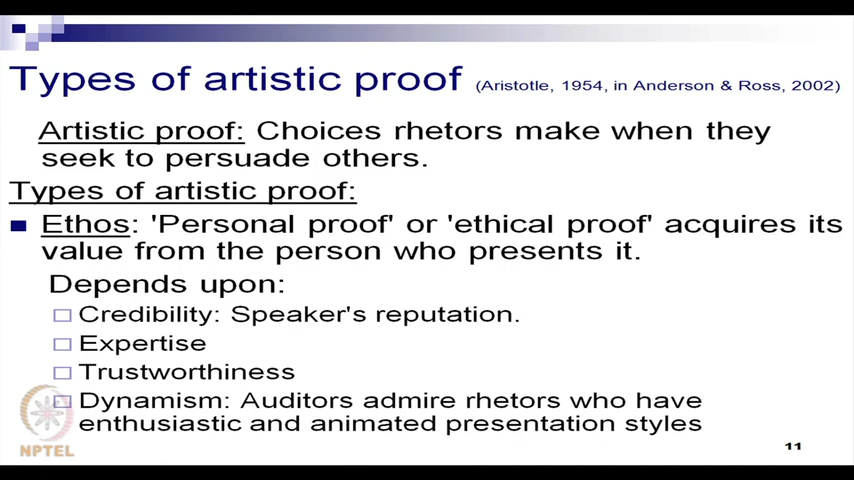 Types of artistic proof (Aristotle, 1954, in Anderson & Ross, 2002)
Artistic proof: Choices rhetors make when they
seek to persuade others.
Types of artistic proof:
Ethos: 'Personal proof' or 'ethical proof' acquires its
value from the person who presents it.
Depends upon:
Credibility: Speaker's reputation.
Expertise
Trustworthiness
Dynamism: Auditors admire rhetors who have
enthusiastic and animated presentation styles
NPTEL
11